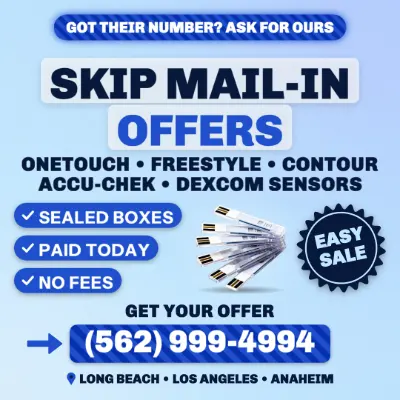 GOT THEIR NUMBER? ASK FOR OURS
SKIP MAIL-IN
OFFERS
ONETOUCH • FREESTYLE • CONTOUR
ACCU-CHEK • DEXCOM SENSORS
SEALED BOXES
PAID TODAY
NO FEES
EASY
SALE
GET YOUR OFFER
(562) 999-4994
LONG BEACH • LOS ANGELES • ANAHEIM